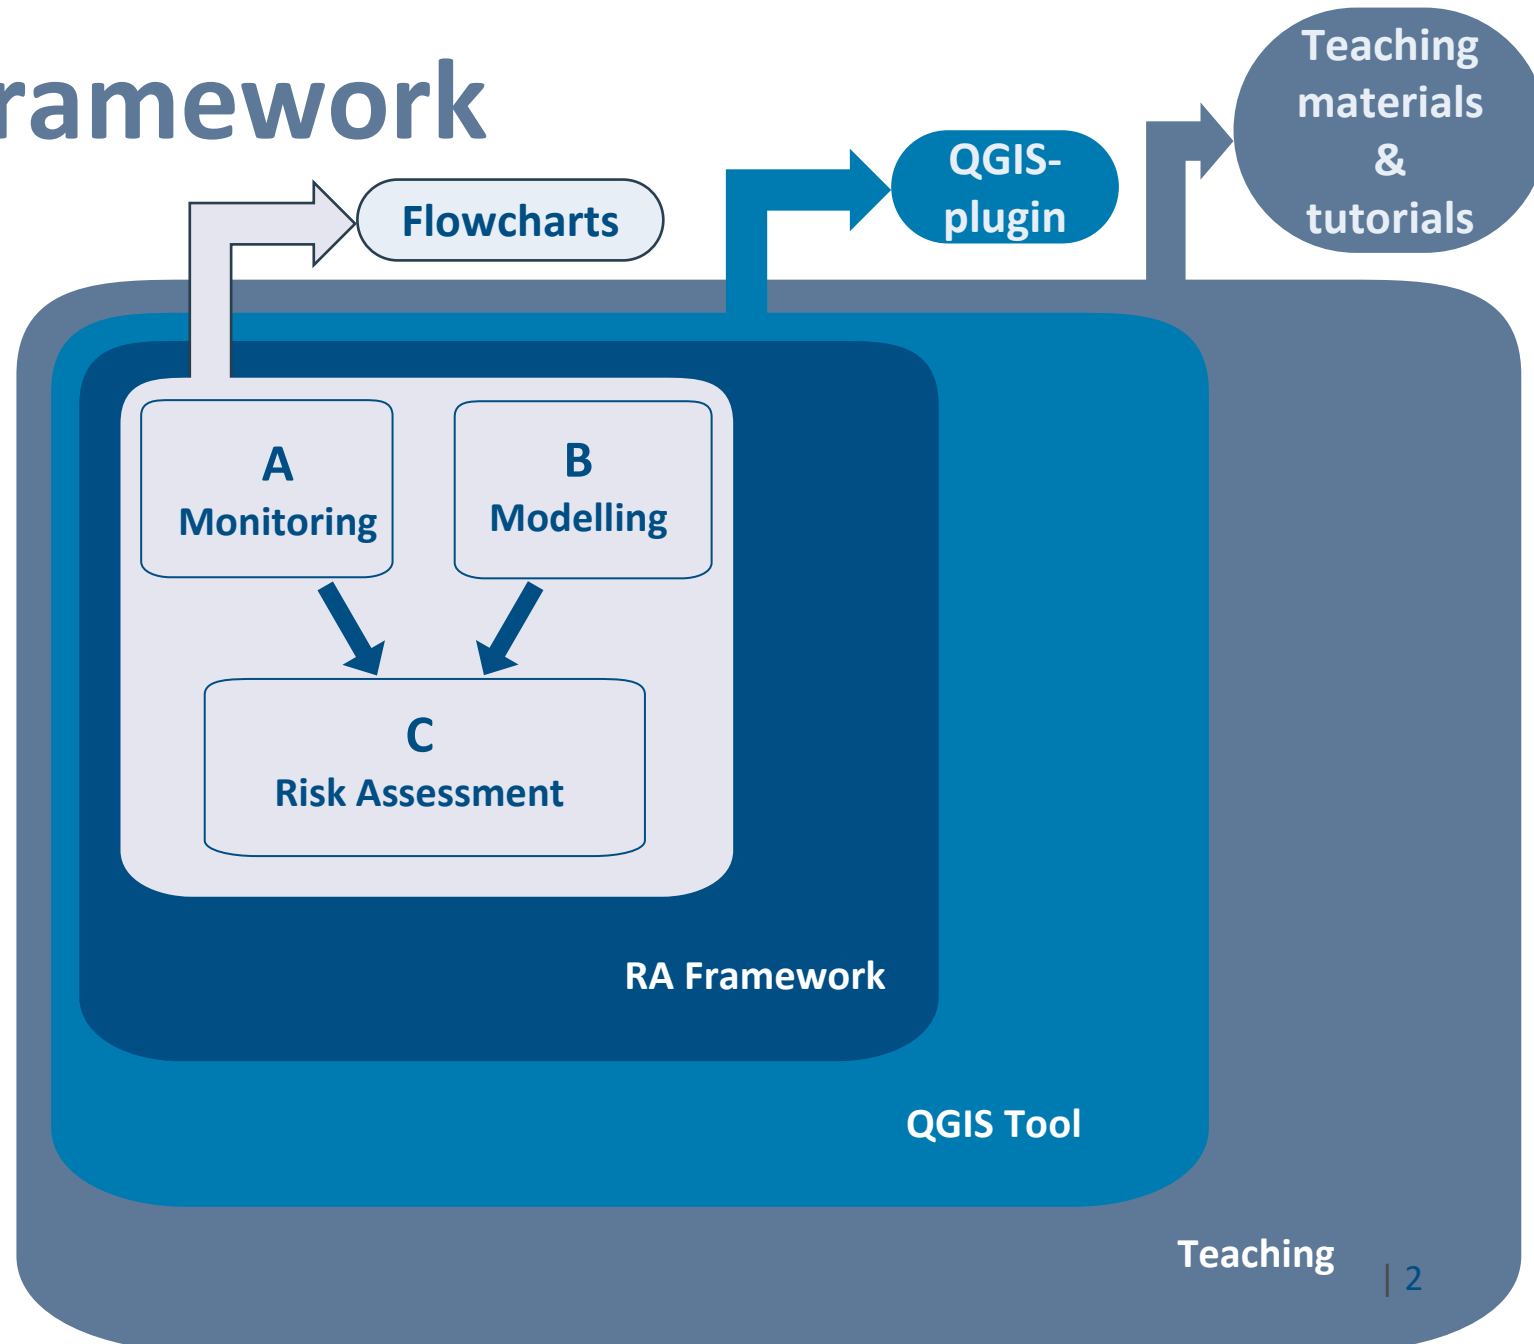 ramework
Teaching
materials
&
tutorials
QGIS-
plugin
Flowcharts
A
Monitoring
B
Modelling
C
Risk Assessment
RA Framework
QGIS Tool
Teaching
| 2